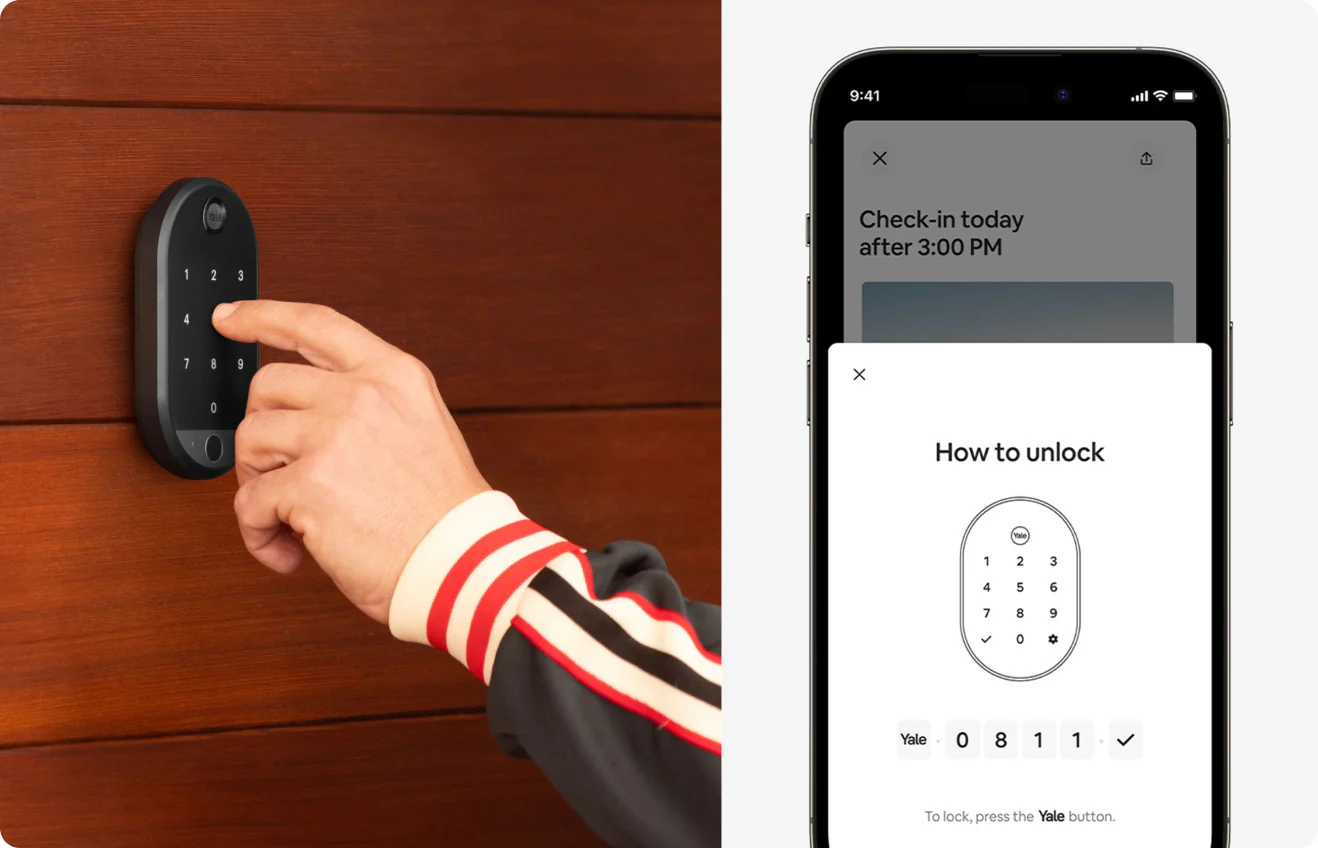 Yale
1 2 3
4
7 8 9
0
9:41
Check-in today
after 3:00 PM
How to unlock
Yale
1 2 3
4 5 6
7 8 9
0
Yale 0 8 1 1
To lock, press the Yale button.